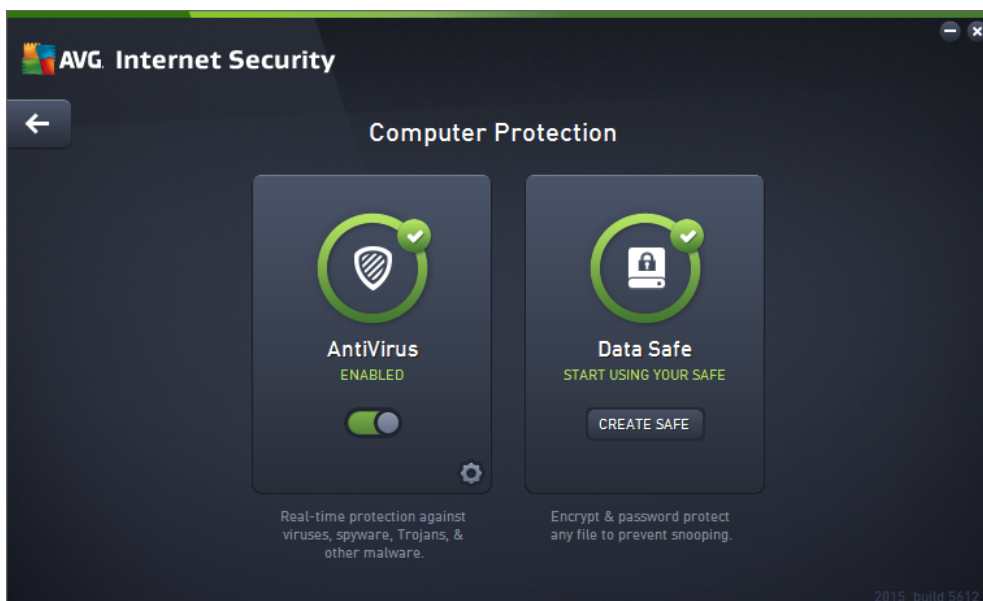 AVG. Internet Security
Computer Protection
AntiVirus
ENABLED
Real-time protection against
viruses, spyware, Trojans, &
other malware.
Data Safe
START USING YOUR SAFE
CREATE SAFE
Encrypt & password protect
any file to prevent snooping.
2015 build 5612